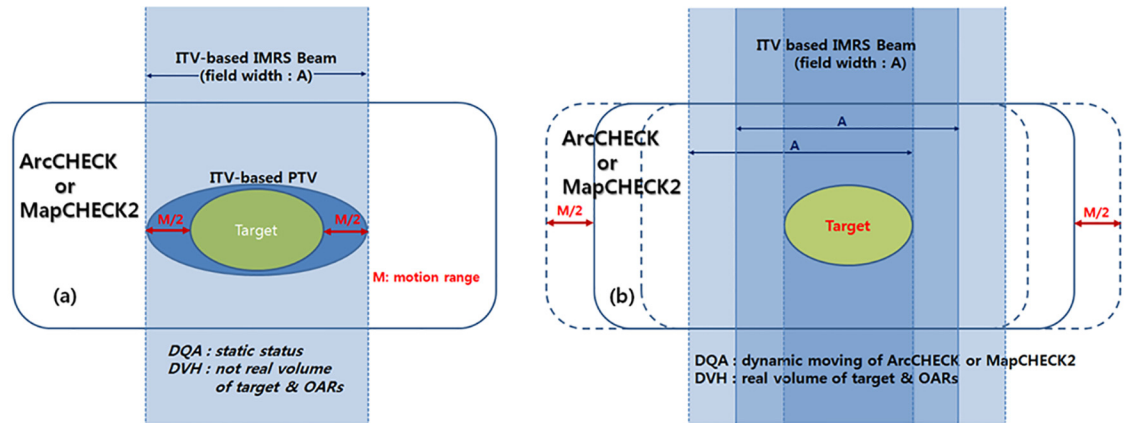 ITV-based IMRS Beam
(field width : A)
ArcCHECK
or
MapCHECK2
ITV-based PTV
M/2
M/2
Target
M: motion range
(a)
DQA : static status
DVH : not real volume
of target & OARs
ITV based IMRS Beam
(field width : A)
A
A
ArcCHECK
or
MapCHECK2
M/2
M/2
Target
(b)
DQA : dynamic moving of ArcCHECK or MapCHECK2
DVH : real volume of target & OARs